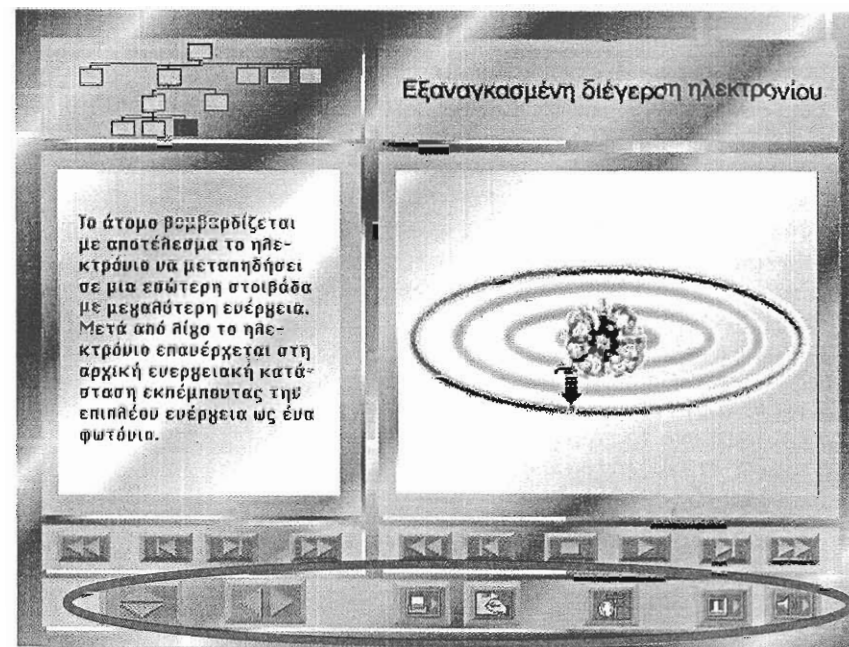 Εξαναγκασμένη διέγερση ηλεκτρονίου
Το άτομο βομβαρδίζεται
με αποτέλεσμα το ηλε-
κτρόνιο να μεταπηδήσει
σε μια εσώτερη στοιβάδα
με μεγαλύτερη ενέργεια.
Μετά από λίγο το ηλε-
κτρόνιο επανέρχεται στη
αρχική ενεργειακή κατά-
σταση εκπέμποντας την
επιπλέον ενέργεια ως ένα
φωτόνιο.